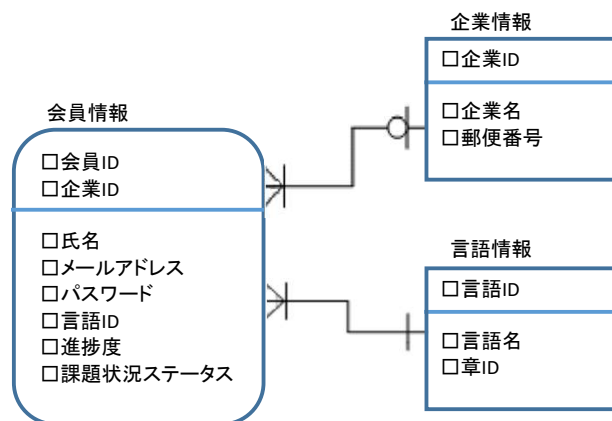 企業情報
□企業ID
□企業名
□郵便番号
会員情報
□会員ID
□企業ID
□氏名
□メールアドレス
□パスワード
□言語ID
□進捗度
□課題状況ステータス
言語情報
□言語ID
□言語名
□章ID